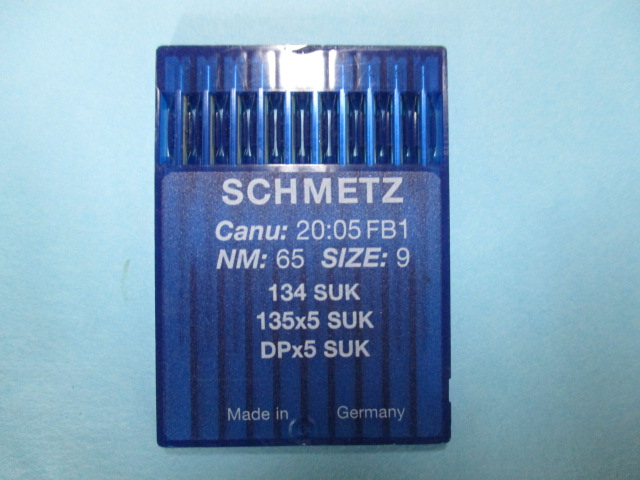 SCHMETZ
Canu: 20:05 FB1
NM: 65 SIZE: 9
134 SUK
135x5 SUK
DPx5 SUK
Made in Germany